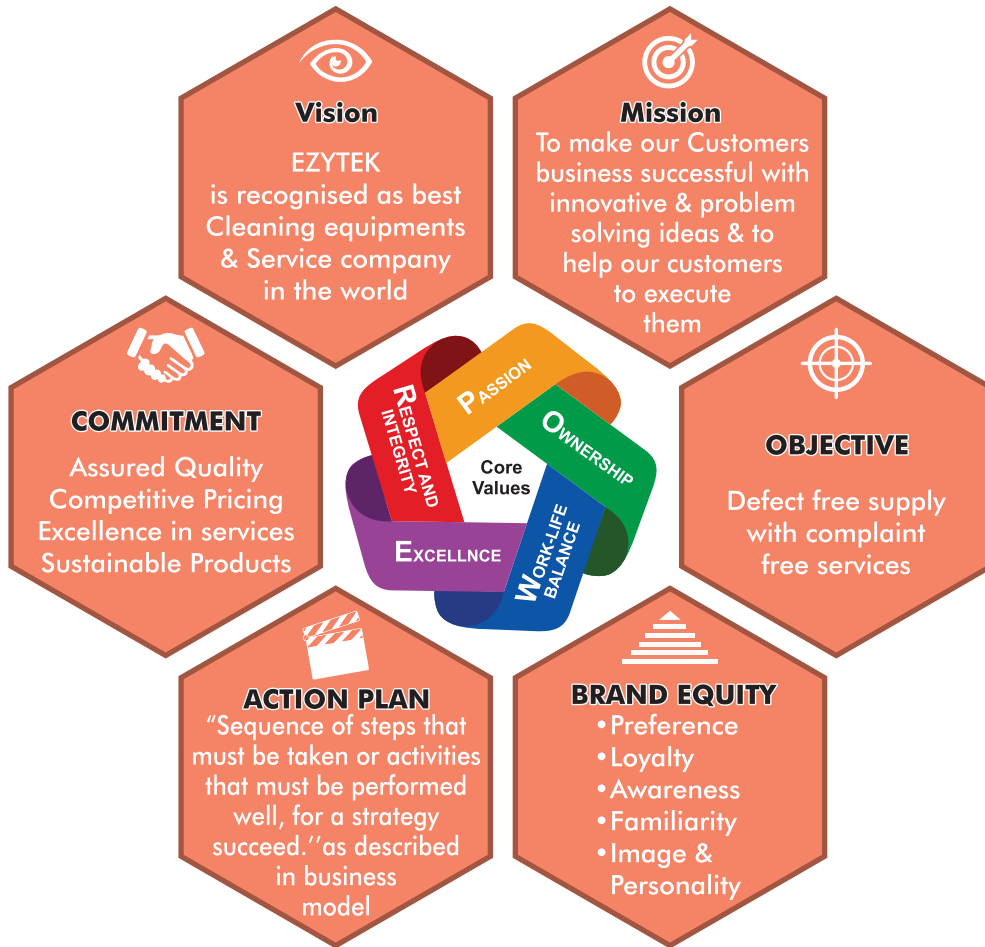 Vision
EZYTEK
is recognised as best
Cleaning equipments
& Service company
in the world
Mission
To make our Customers
business successful with
innovative & problem
solving ideas & to
help our customers
to execute
them
COMMITMENT
Assured Quality
Competitive Pricing
Excellence in services
Sustainable Products
RESPECT AND
INTEGRITY
PASSION
OWNERSHIP
WORK-LIFE
BALANCE
EXCELLNCE
Core
Values
OBJECTIVE
Defect free supply
with complaint
free services
ACTION PLAN
“Sequence of steps that
must be taken or activities
that must be performed
well, for a strategy
succeed.’’as described
in business
model
BRAND EQUITY
•Preference
•Loyalty
•Awareness
•Familiarity
•Image &
Personality